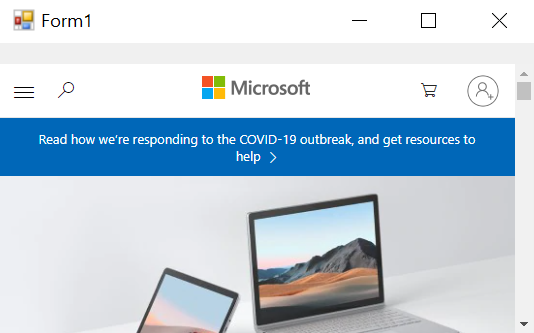 Form1
Microsoft
Read how we're responding to the COVID-19 outbreak, and get resources to
help